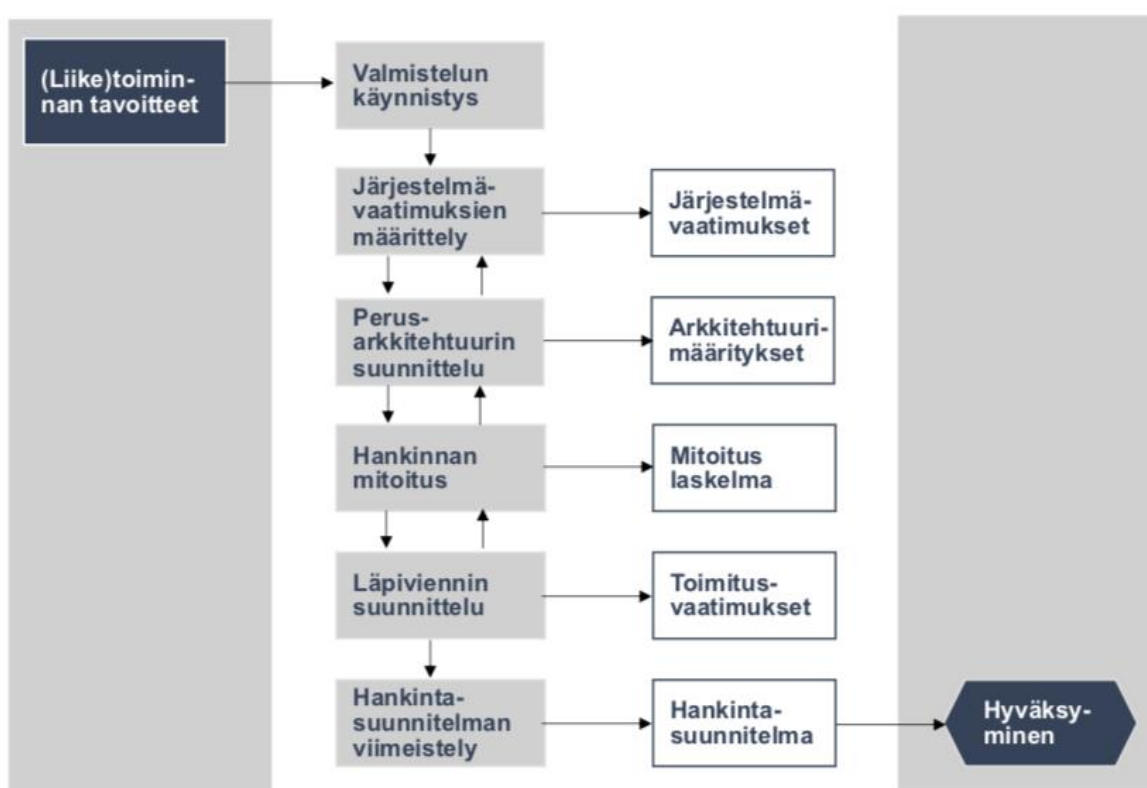 (Liike)toimin-
nan tavoitteet
Valmistelun
käynnistys
Järjestelmä-
vaatimuksien
määrittely
Järjestelmä-
vaatimukset
Perus-
arkkitehtuurin
suunnittelu
Arkkitehtuuri-
määritykset
Hankinnan
mitoitus
Mitoitus
laskelma
Läpiviennin
suunnittelu
Toimitus-
vaatimukset
Hankinta-
suunnitelman
viimeistely
Hankinta-
suunnitelma
Hyväksy-
minen